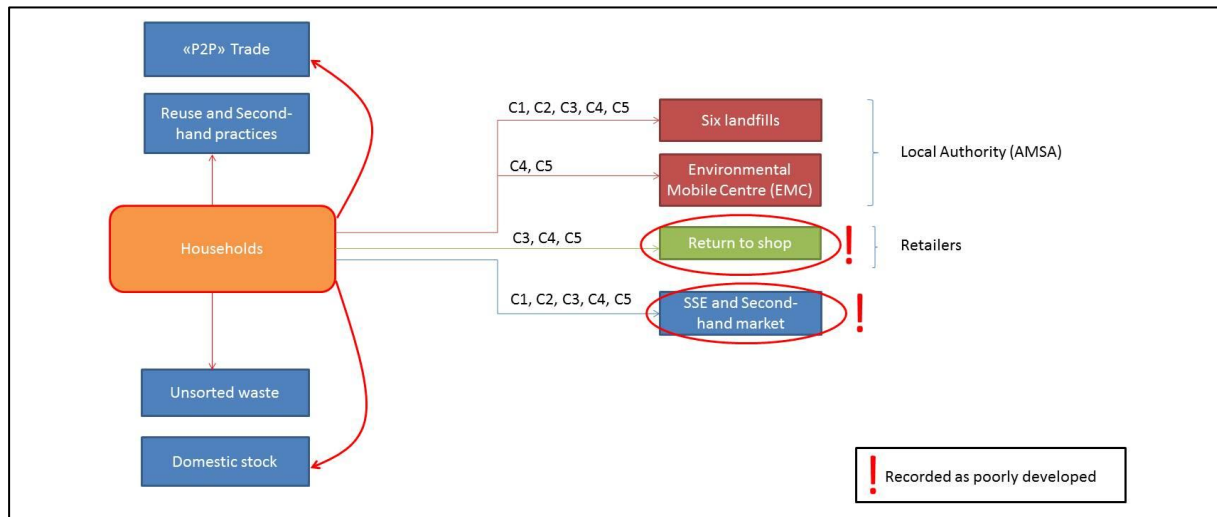 «P2P» Trade
Reuse and Second-
hand practices
Households
Unsorted waste
Domestic stock
C1, C2, C3, C4, C5
C4, C5
C3, C4, C5
C1, C2, C3, C4, C5
Six landfills
Environmental
Mobile Centre (EMC)
Return to shop
!
SSE and Second-
hand market
!
Local Authority (AMSA)
Retailers
! Recorded as poorly developed